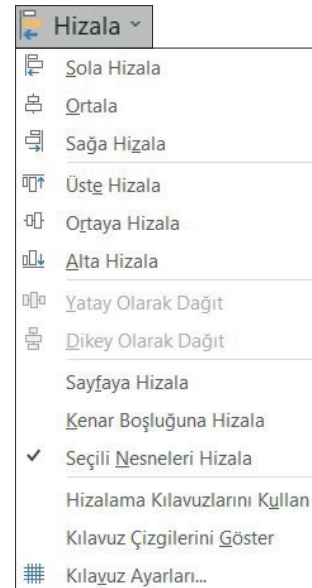 Hizala
Sola Hizala
Ortala
Sağa Hizala
Üste Hizala
Ortaya Hizala
Alta Hizala
Yatay Olarak Dağıt
Dikey Olarak Dağıt
Sayfaya Hizala
Kenar Boşluğuna Hizala
Seçili Nesneleri Hizala
Hizalama Kılavuzlarını Kullan
Kılavuz Çizgilerini Göster
Kılavuz Ayarları...